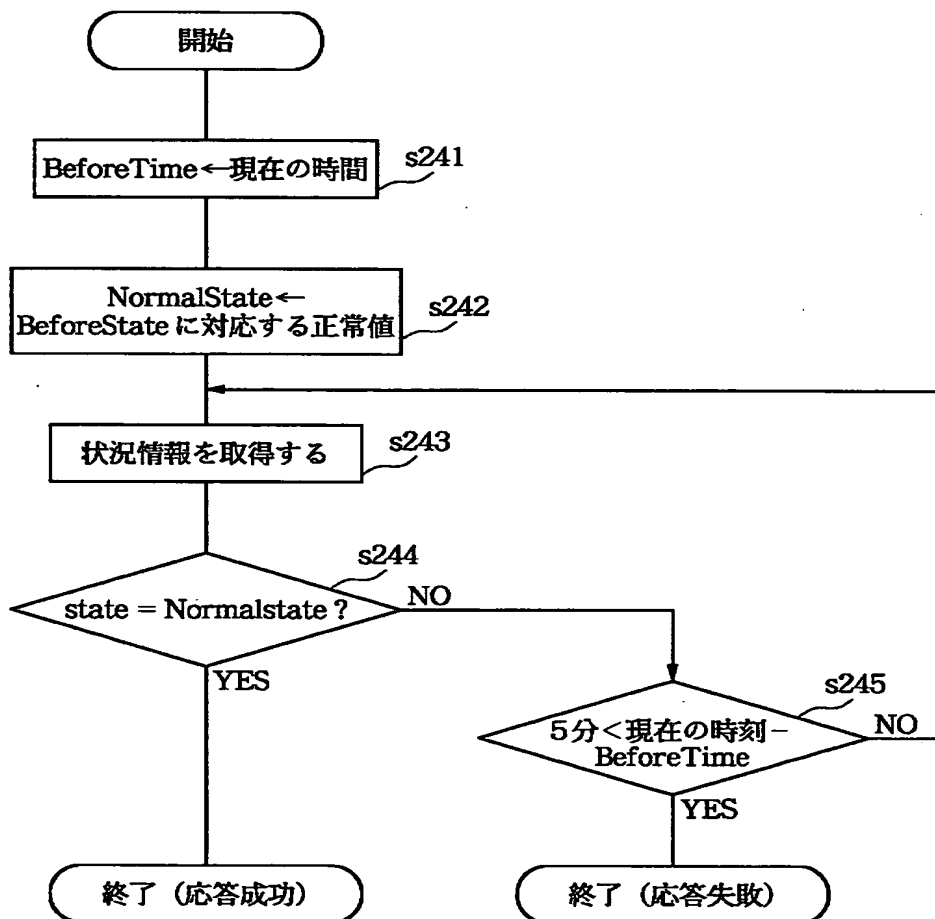 開始
BeforeTime←現在の時間
s241
NormalState←
BeforeStateに対応する正常値
s242
状況情報を取得する
s243
s244
state = Normalstate ?
NO
YES
s245
5分<現在の時刻−
BeforeTime
NO
YES
終了(応答成功)
終了(応答失敗)